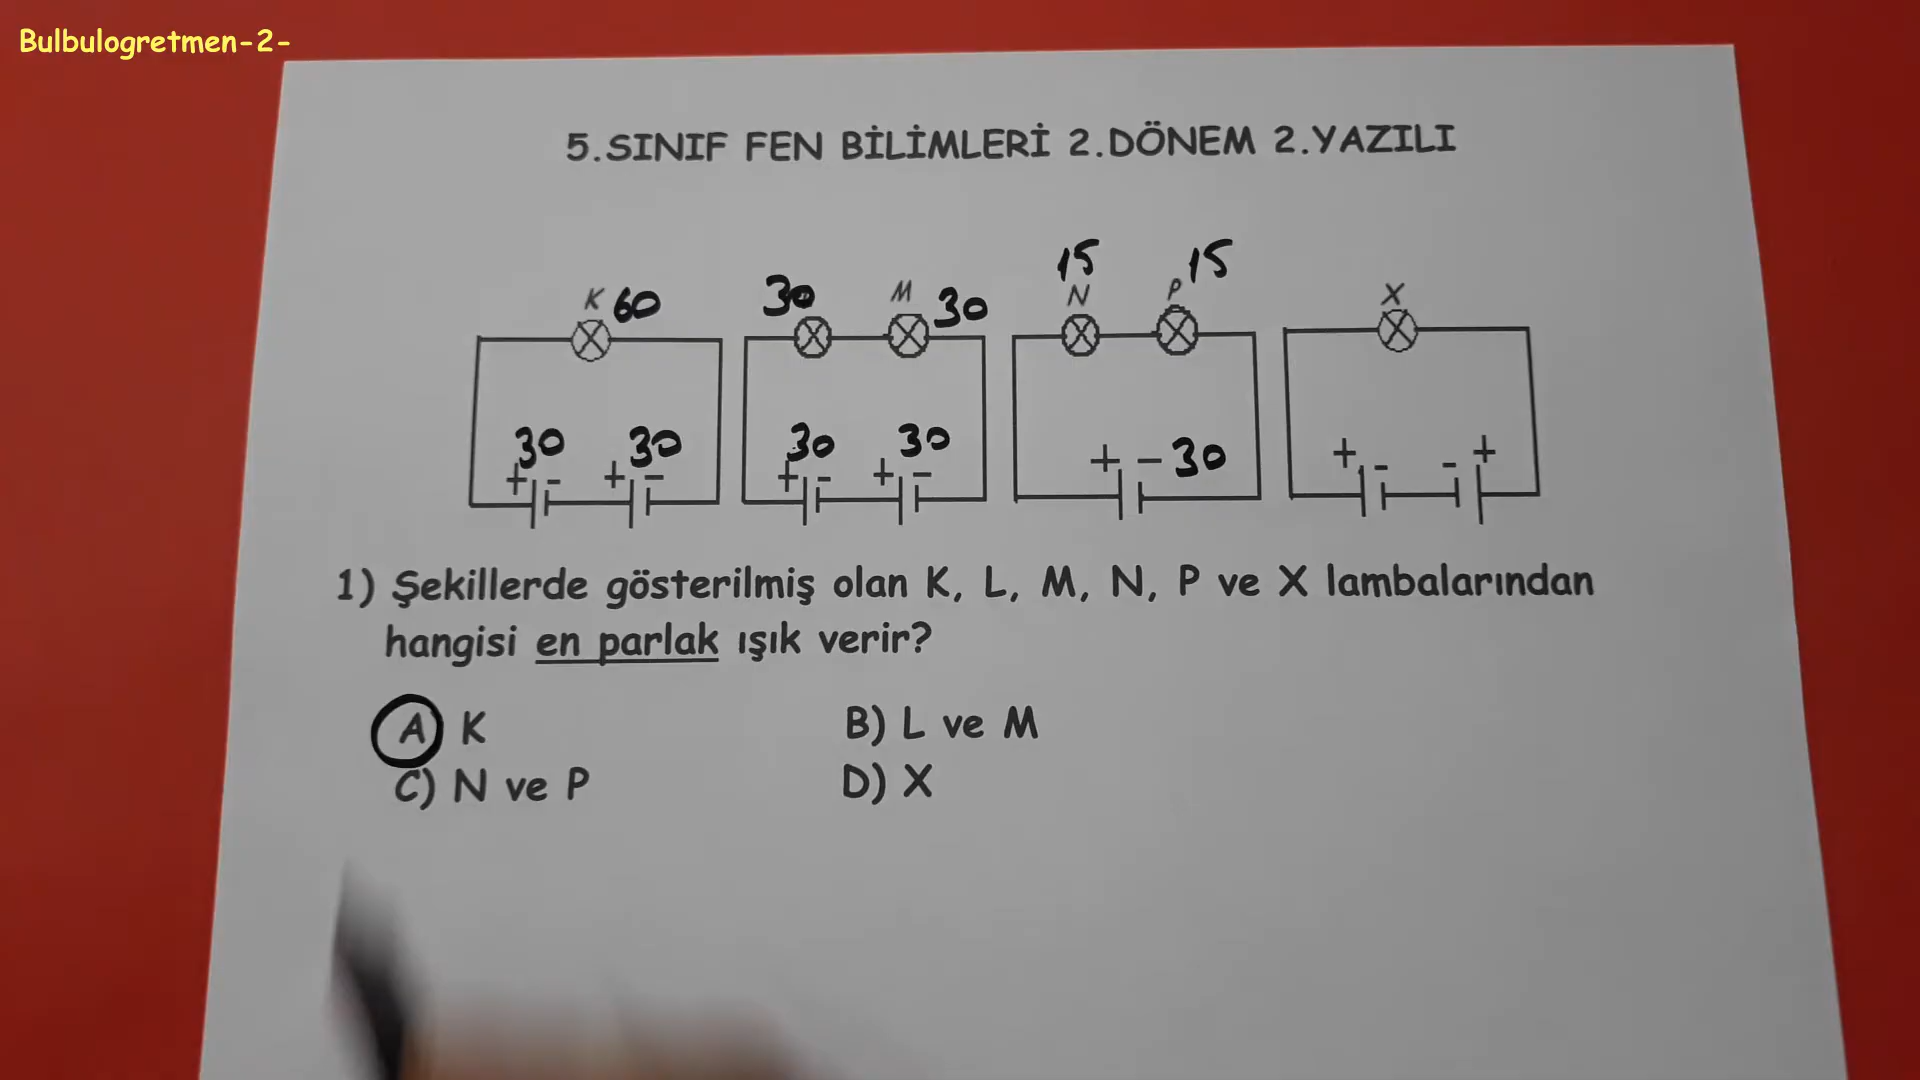 Bulbulogretmen-2-
5.SINIF FEN BİLİMLERİ 2.DÖNEM 2.YAZILI
K 60
30 M 30
15 N P 15
X
30 30
+ - + -
30 30
+ - + -
+ - 30
+ - - +
1) Şekillerde gösterilmiş olan K, L, M, N, P ve X lambalarından
hangisi en parlak ışık verir?
A) K B) L ve M
C) N ve P D) X